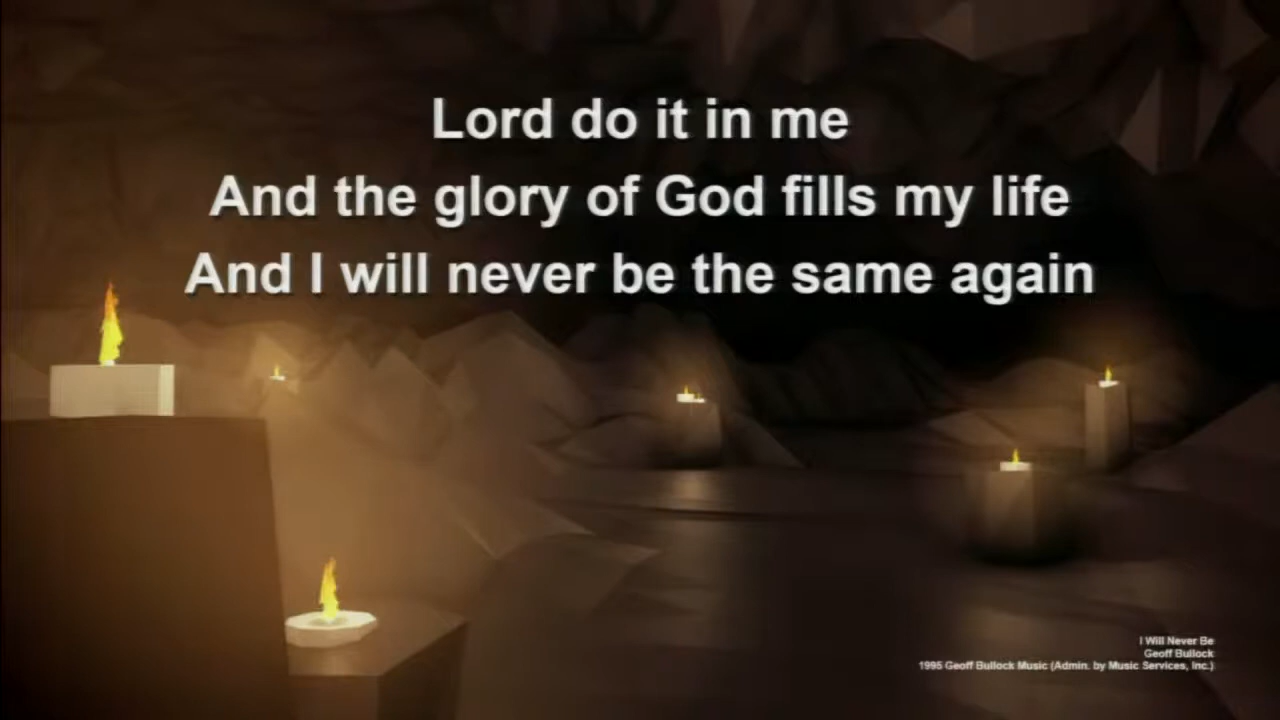 Lord do it in me
And the glory of God fills my life
And I will never be the same again
I Will Never Be
Geoff Bullock
1995 Geoff Bullock Music (Admin. by Music Services, Inc.)